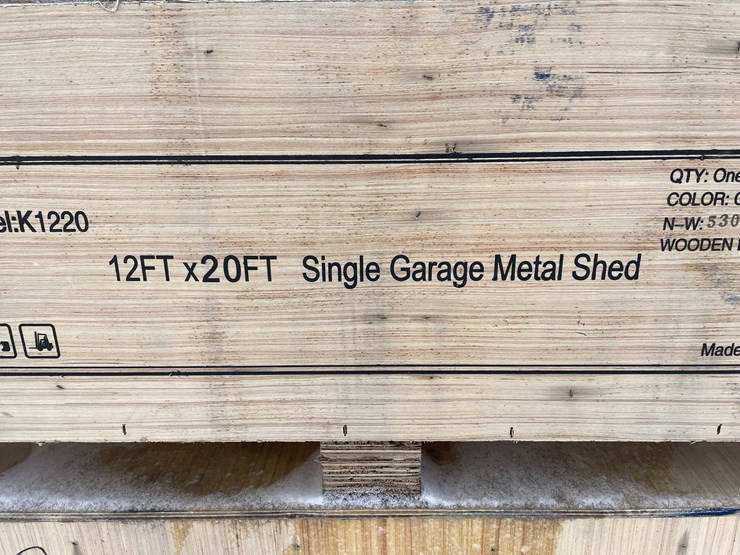 QTY: One
COLOR:
el:K1220
N-W: 530
WOODEN
12FT x20FT Single Garage Metal Shed
Made